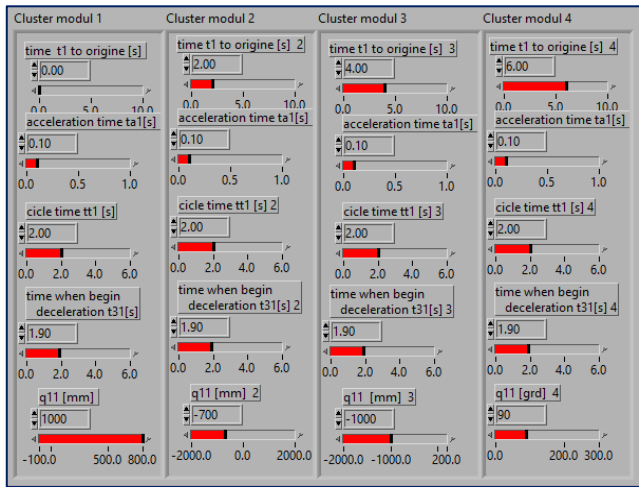 Cluster modul 1
time t1 to origine [s]
0.00
0.0 5.0 10.0
acceleration time ta1[s]
0.10
0.0 0.5 1.0
cicle time tt1 [s]
2.00
0.0 2.0 4.0 6.0
time when begin
deceleration t31[s]
1.90
0.0 2.0 4.0 6.0
q11 [mm]
1000
-100.0 500.0 800.0
Cluster modul 2
time t1 to origine [s] 2
2.00
0.0 5.0 10.0
acceleration time ta1[s]
0.10
0.0 0.5 1.0
cicle time tt1 [s] 2
2.00
0.0 2.0 4.0 6.0
time when begin
deceleration t31[s] 2
1.90
0.0 2.0 4.0 6.0
q11 [mm] 2
-700
-2000.0 0.0 2000.0
Cluster modul 3
time t1 to origine [s] 3
4.00
0.0 5.0 10.0
acceleration time ta1[s]
0.10
0.0 0.5 1.0
cicle time tt1 [s] 3
2.00
0.0 2.0 4.0 6.0
time when begin
deceleration t31[s] 3
1.90
0.0 2.0 4.0 6.0
q11 [mm] 3
-1000
-2000.0 -1000.0 200.0
Cluster modul 4
time t1 to origine [s] 4
6.00
0.0 5.0 10.0
acceleration time ta1[s]
0.10
0.0 0.5 1.0
cicle time tt1 [s] 4
2.00
0.0 2.0 4.0 6.0
time when begin
deceleration t31[s] 4
1.90
0.0 2.0 4.0 6.0
q11 [grd] 4
90
0.0 200.0 300.0